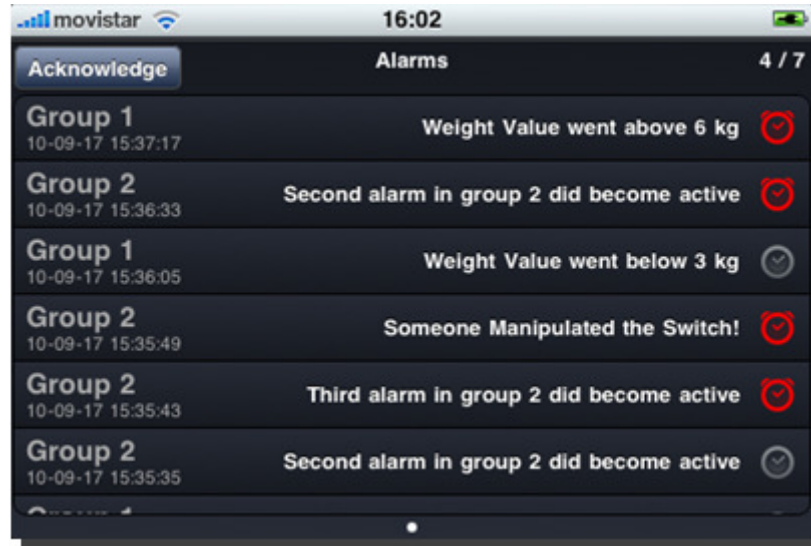 movistar 16:02
Acknowledge Alarms 4 / 7
Group 1 Weight Value went above 6 kg
10-09-17 15:37:17
Group 2 Second alarm in group 2 did become active
10-09-17 15:36:33
Group 1 Weight Value went below 3 kg
10-09-17 15:36:05
Group 2 Someone Manipulated the Switch!
10-09-17 15:35:49
Group 2 Third alarm in group 2 did become active
10-09-17 15:35:43
Group 2 Second alarm in group 2 did become active
10-09-17 15:35:35